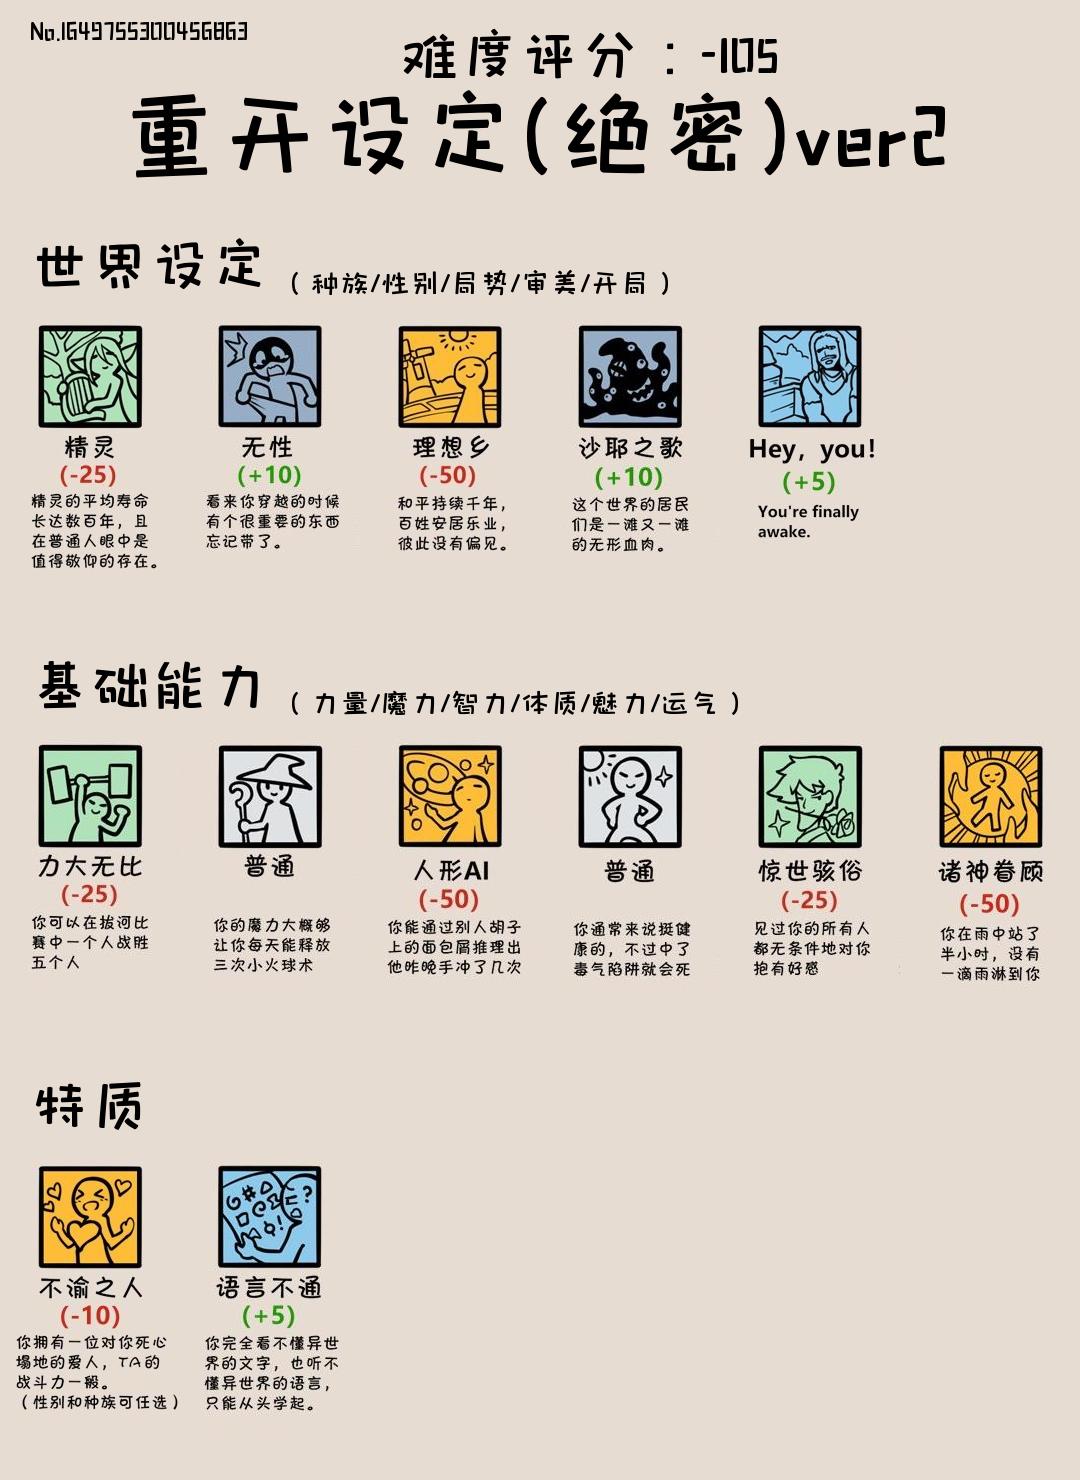 No.1649755300456863
难度评分：-105
重开设定(绝密)ver2
世界设定（种族/性别/局势/审美/开局）
精灵
(-25)
精灵的平均寿命
长达数百年，且
在普通人眼中是
值得敬仰的存在。
无性
(+10)
看来你穿越的时候
有个很重要的东西
忘记带了。
理想乡
(-50)
和平持续千年，
百姓安居乐业，
彼此没有偏见。
沙耶之歌
(+10)
这个世界的居民
们是一滩又一滩
的无形血肉。
Hey, you!
(+5)
You're finally
awake.
基础能力（力量/魔力/智力/体质/魅力/运气）
力大无比
(-25)
你可以在拔河比
赛中一个人战胜
五个人
普通
你的魔力大概够
让你每天能释放
三次小火球术
人形AI
(-50)
你能通过别人胡子
上的面包屑推理出
他昨晚手冲了几次
普通
你通常来说挺健
康的，不过中了
毒气陷阱就会死
惊世骇俗
(-25)
见过你的所有人
都无条件地对你
抱有好感
诸神眷顾
(-50)
你在雨中站了
半小时，没有
一滴雨淋到你
特质
不渝之人
(-10)
你拥有一位对你死心
塌地的爱人，TA的
战斗力一般。
（性别和种族可任选）
语言不通
(+5)
你完全看不懂异世
界的文字，也听不
懂异世界的语言，
只能从头学起。